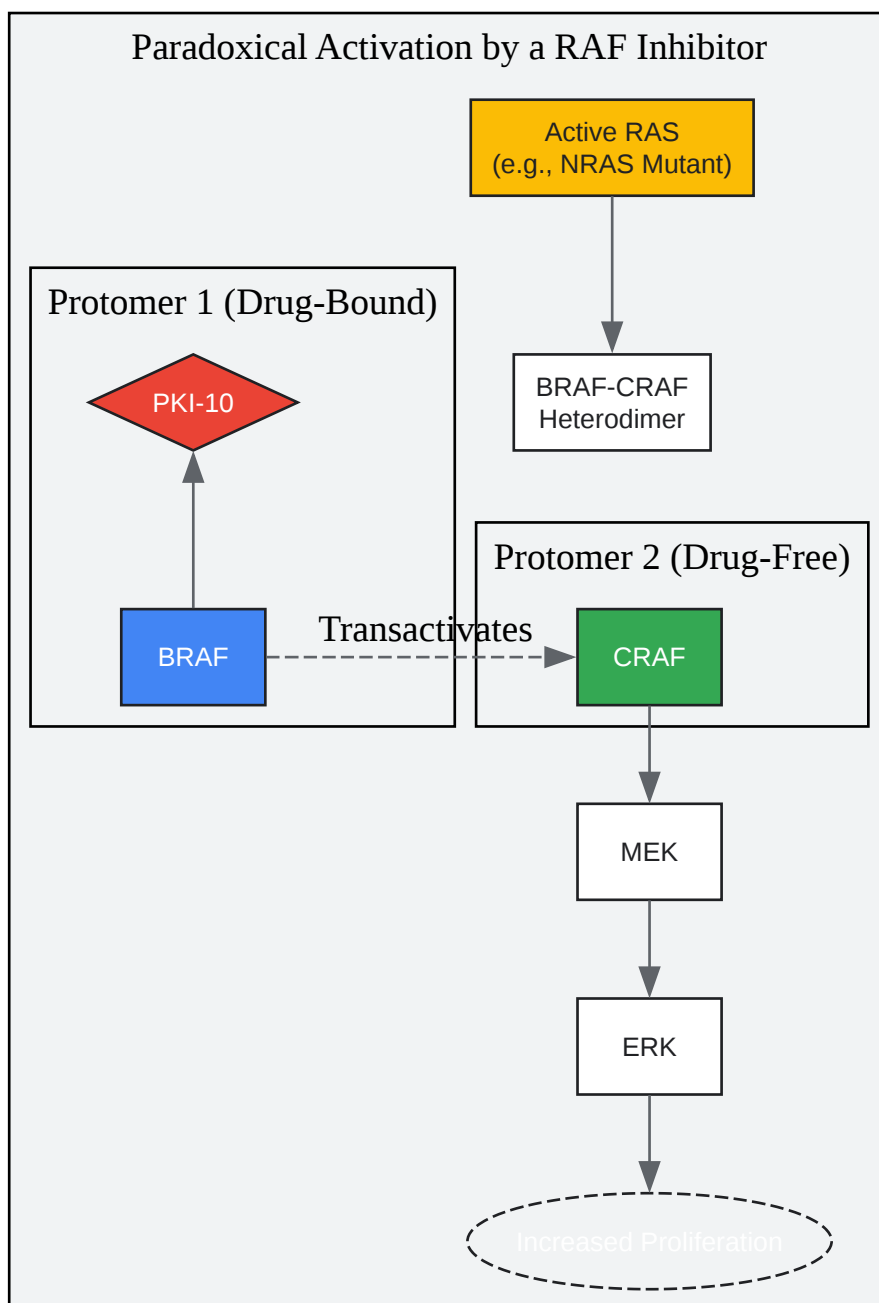 Paradoxical Activation by a RAF Inhibitor
Active RAS
(e.g., NRAS Mutant)
Protomer 1 (Drug-Bound)
PKI-10
BRAF-CRAF
Heterodimer
Protomer 2 (Drug-Free)
BRAF
Transactivates
CRAF
MEK
ERK
Increased Proliferation